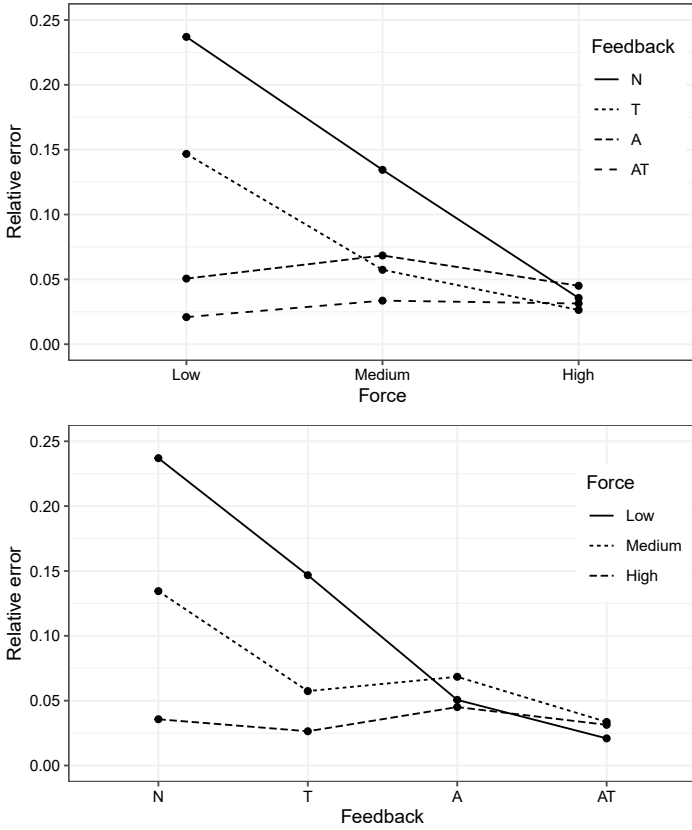 0.25
0.20
0.15
0.10
0.05
0.00
Relative error
Feedback
N
T
A
AT
Low Medium High
Force
0.25
0.20
0.15
0.10
0.05
0.00
Relative error
Force
Low
Medium
High
N T A AT
Feedback